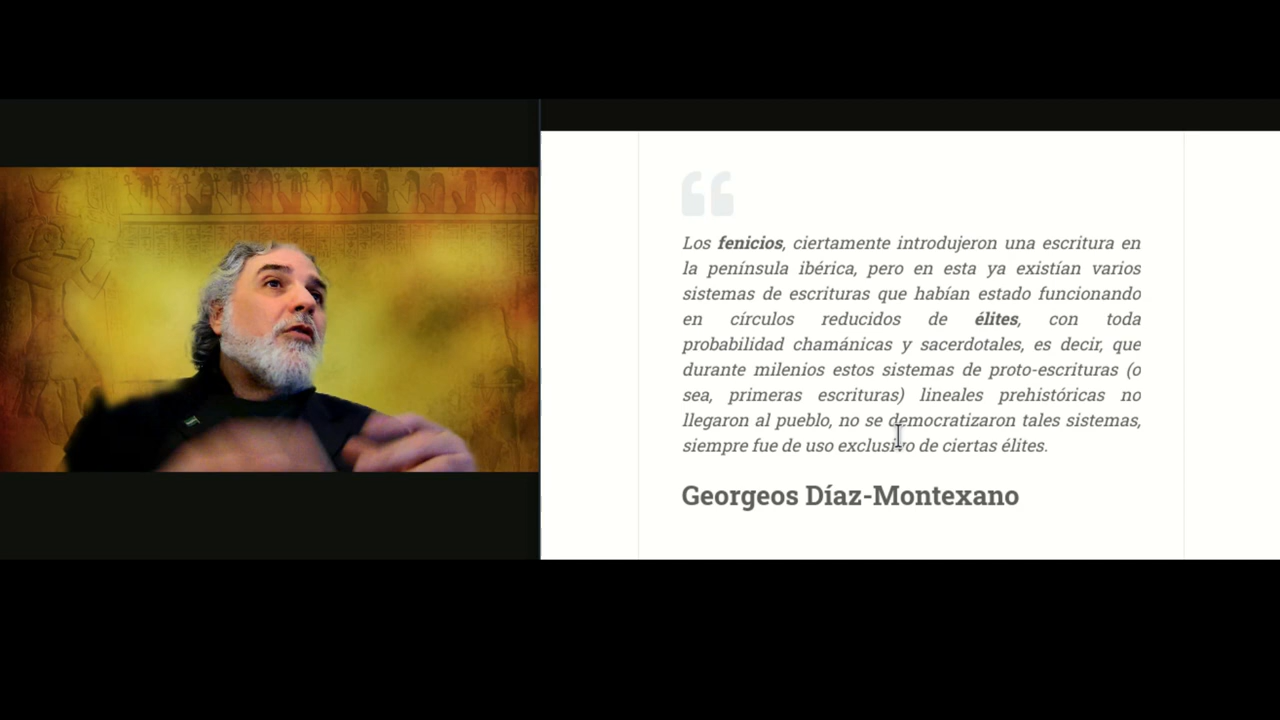 Los fenicios, ciertamente introdujeron una escritura en
la península ibérica, pero en esta ya existían varios
sistemas de escrituras que habían estado funcionando
en círculos reducidos de élites, con toda
probabilidad chamánicas y sacerdotales, es decir, que
durante milenios estos sistemas de proto-escrituras (o
sea, primeras escrituras) lineales prehistóricas no
llegaron al pueblo, no se democratizaron tales sistemas,
siempre fue de uso exclusivo de ciertas élites.
Georgeos Díaz-Montexano